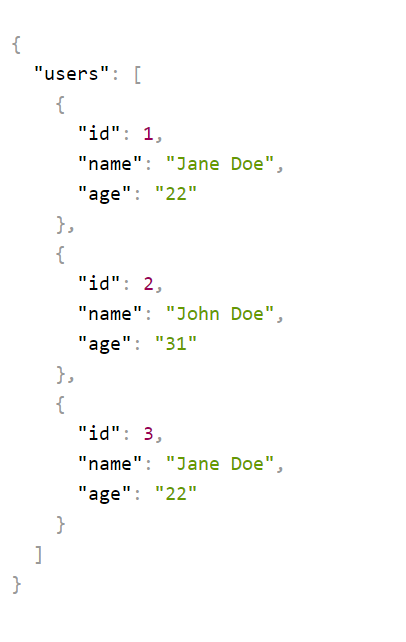 {
  "users": [
    {
      "id": 1,
      "name": "Jane Doe",
      "age": "22"
    },
    {
      "id": 2,
      "name": "John Doe",
      "age": "31"
    },
    {
      "id": 3,
      "name": "Jane Doe",
      "age": "22"
    }
  ]
}